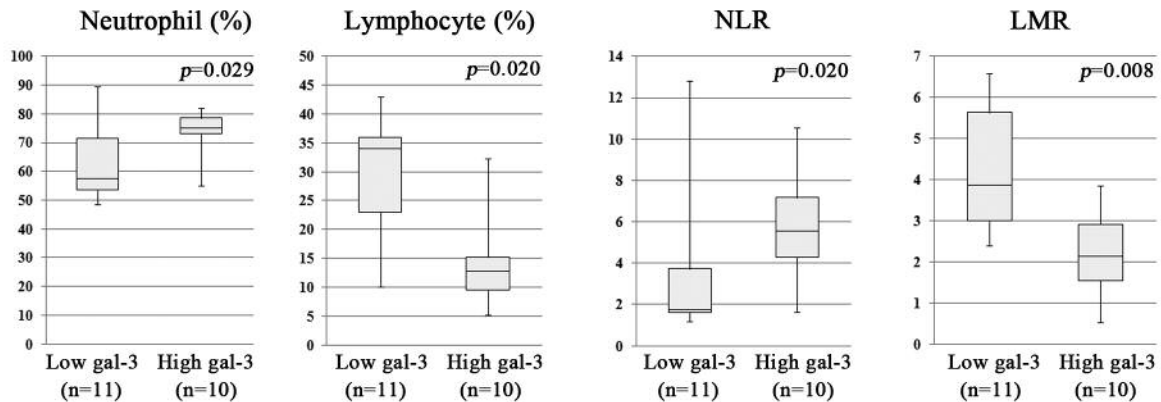 Neutrophil (%)
p=0.029
100
90
80
70
60
50
40
30
20
10
0
Low gal-3
(n=11)
High gal-3
(n=10)
Lymphocyte (%)
p=0.020
50
45
40
35
30
25
20
15
10
5
0
Low gal-3
(n=11)
High gal-3
(n=10)
NLR
p=0.020
14
12
10
8
6
4
2
0
Low gal-3
(n=11)
High gal-3
(n=10)
LMR
p=0.008
7
6
5
4
3
2
1
0
Low gal-3
(n=11)
High gal-3
(n=10)